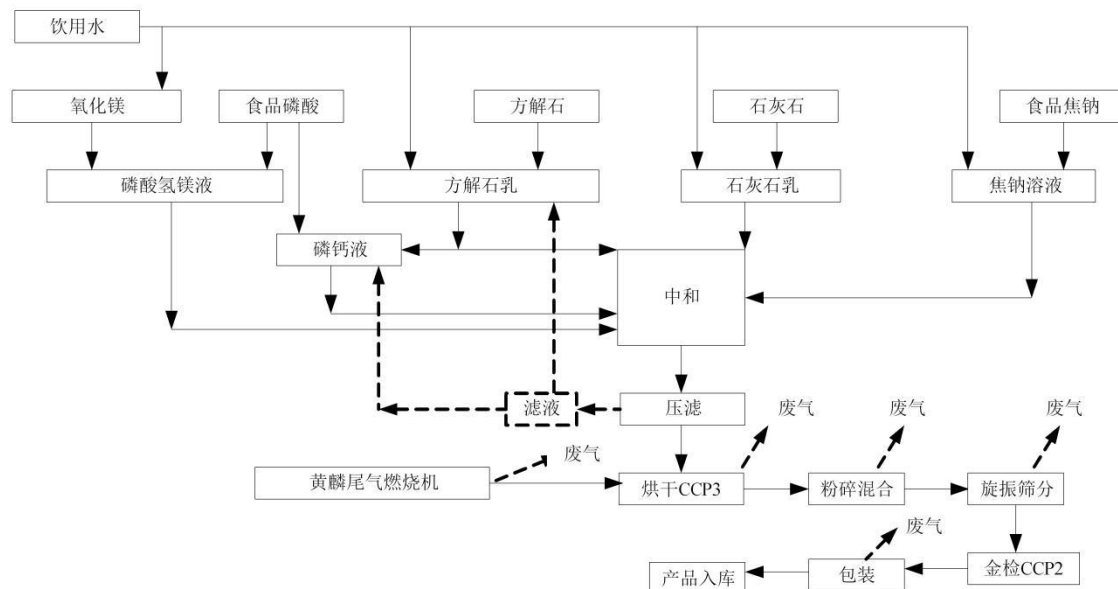 饮用水
氧化镁
食品磷酸
方解石
石灰石
食品焦钠
磷酸氢镁液
方解石乳
石灰石乳
焦钠溶液
磷钙液
中和
滤液
压滤
废气
废气
废气
废气
黄麟尾气燃烧机
烘干CCP3
粉碎混合
旋振筛分
废气
产品入库
包装
金检CCP2